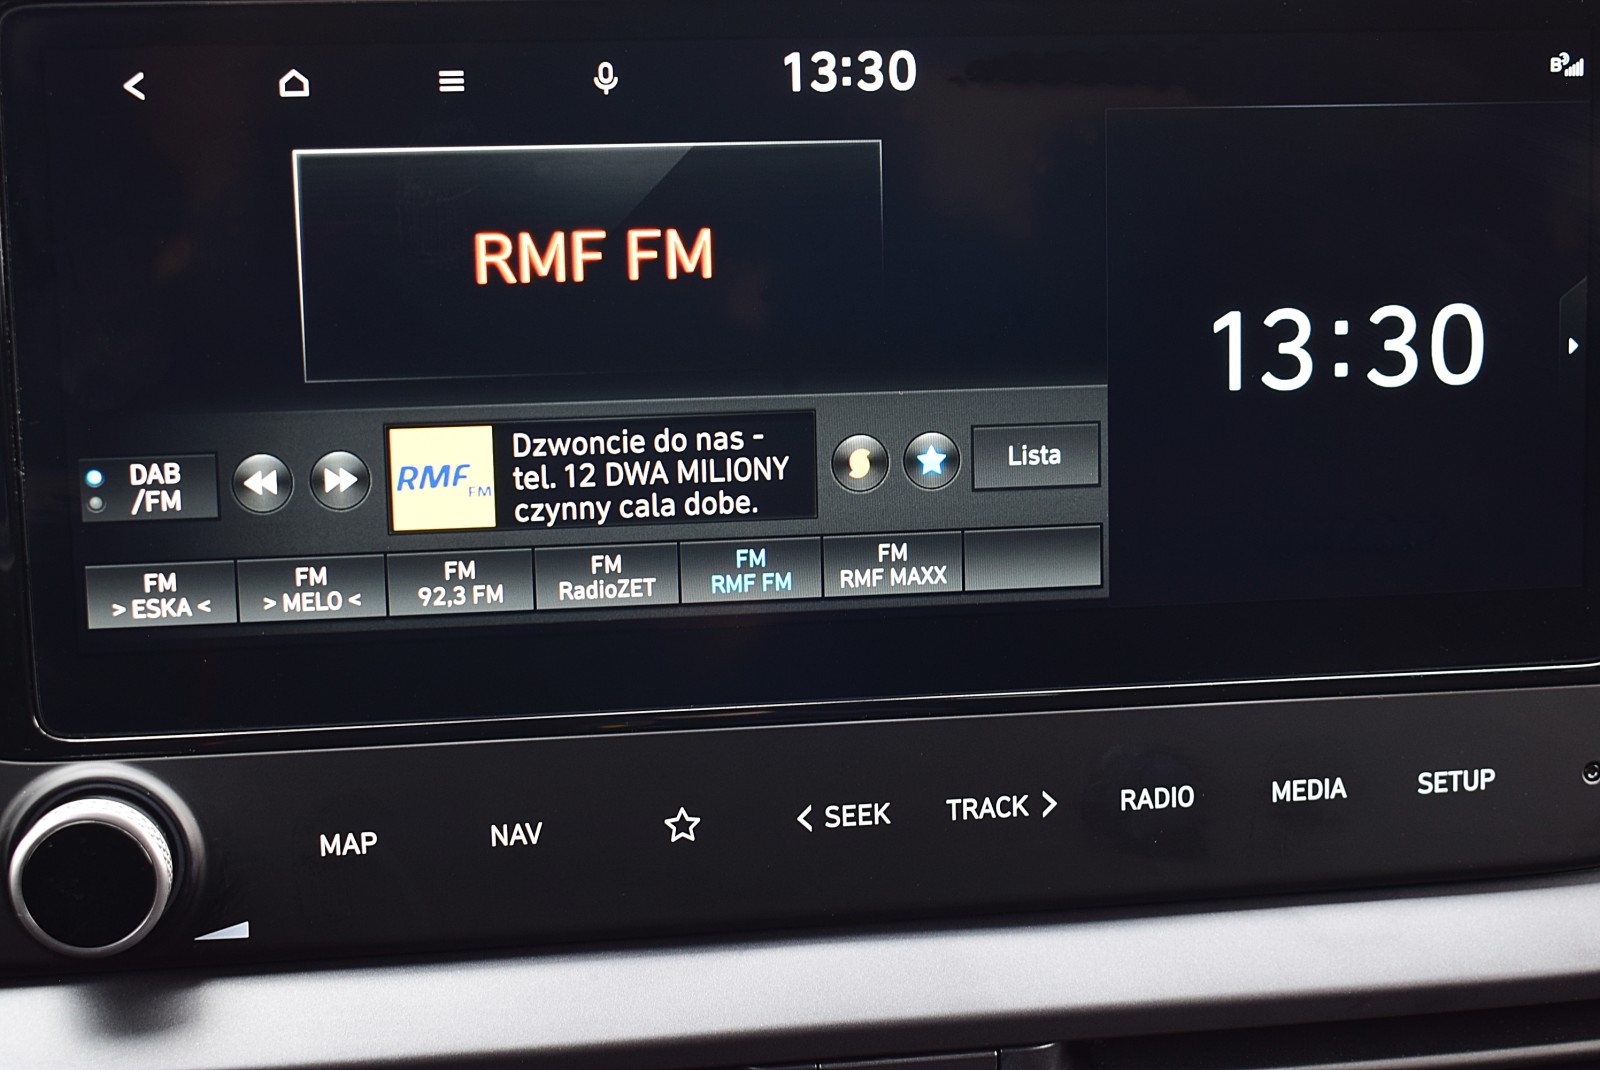 13:30
RMF FM
13:30
DAB
/FM
RMF FM
Dzwoncie do nas -
tel. 12 DWA MILIONY
czynny cala dobe.
Lista
FM
> ESKA <
FM
> MELO <
FM
92,3 FM
FM
RadioZET
FM
RMF FM
FM
RMF MAXX
MAP
NAV
< SEEK
TRACK >
RADIO
MEDIA
SETUP